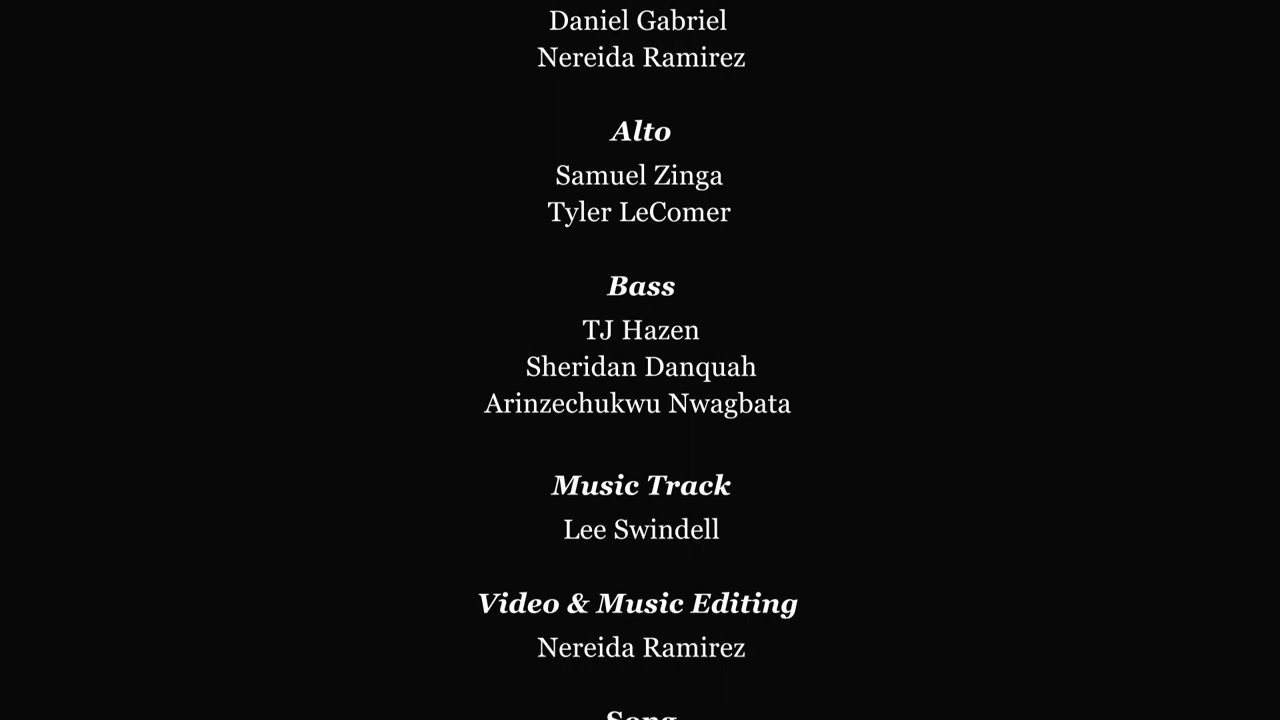 Daniel Gabriel
Nereida Ramirez
Alto
Samuel Zinga
Tyler LeComer
Bass
TJ Hazen
Sheridan Danquah
Arinzechukwu Nwagbata
Music Track
Lee Swindell
Video & Music Editing
Nereida Ramirez
Song